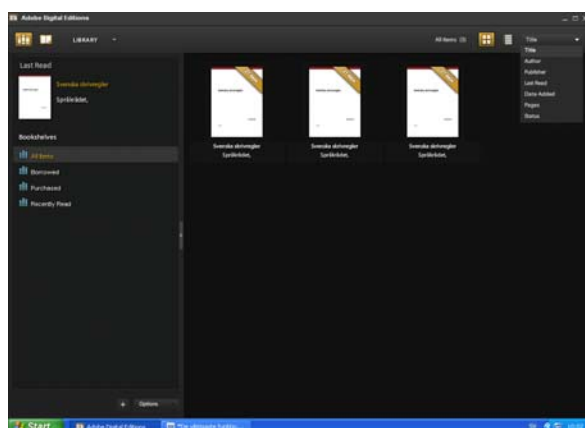 Adobe Digital Editions
LIBRARY
All Items (3)
Title
Title
Author
Publisher
Last Read
Date Added
Pages
Status
Last Read
Svenska skrivregler
Språkrådet,
Bookshelves
All Items
Borrowed
Purchased
Recently Read
Svenska skrivregler
Språkrådet,
Svenska skrivregler
Språkrådet,
Svenska skrivregler
Språkrådet,
+ Options
Start
Adobe Digital Editions